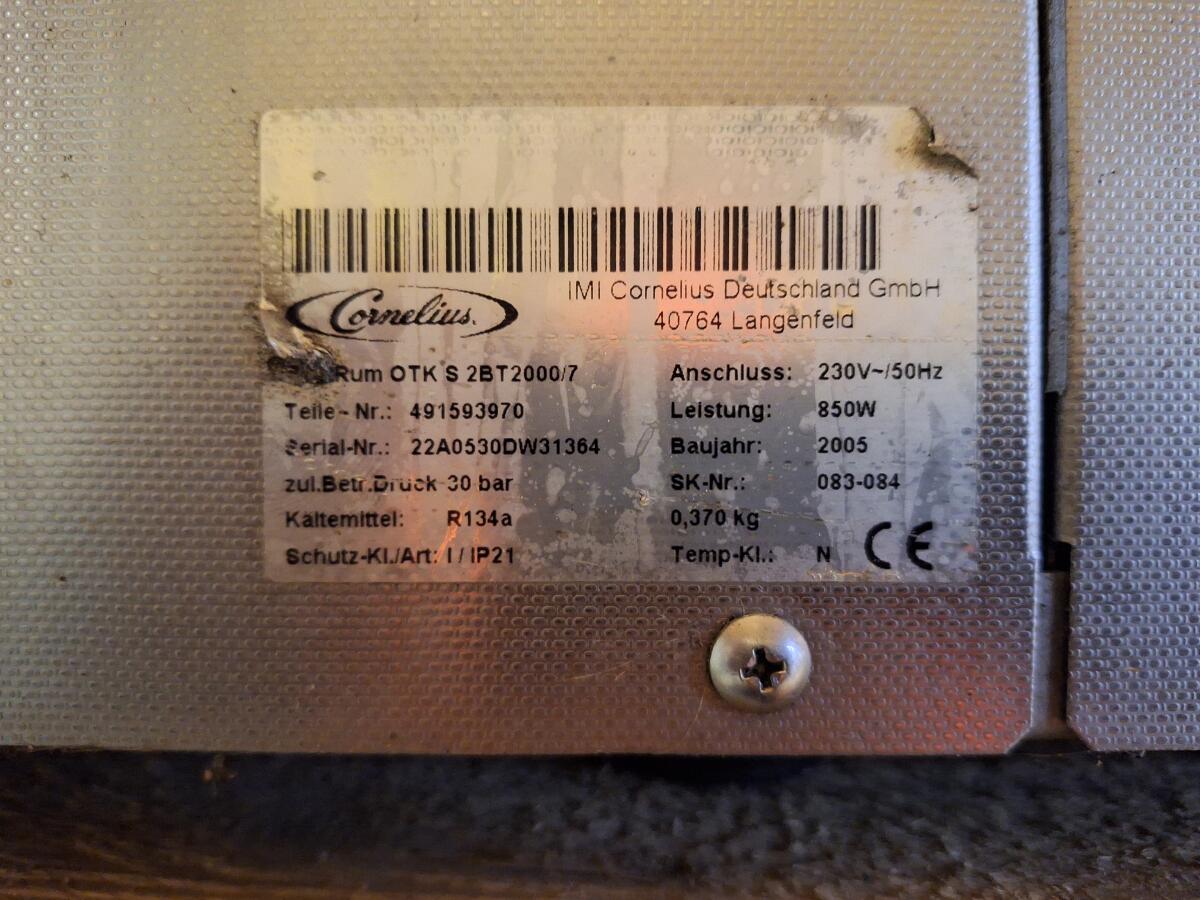 Cornelius.
IMI Cornelius Deutschland GmbH
40764 Langenfeld
Rum OTK S 2BT2000/7
Anschluss: 230V~/50Hz
Teile-Nr.: 491593970
Leistung: 850W
Serial-Nr.: 22A0530DW31364
Baujahr: 2005
zul.Betr.Druck 30 bar
SK-Nr.: 083-084
Kältemittel: R134a
0,370 kg
Schutz-Kl./Art: I / IP21
Temp-Kl.: N CE